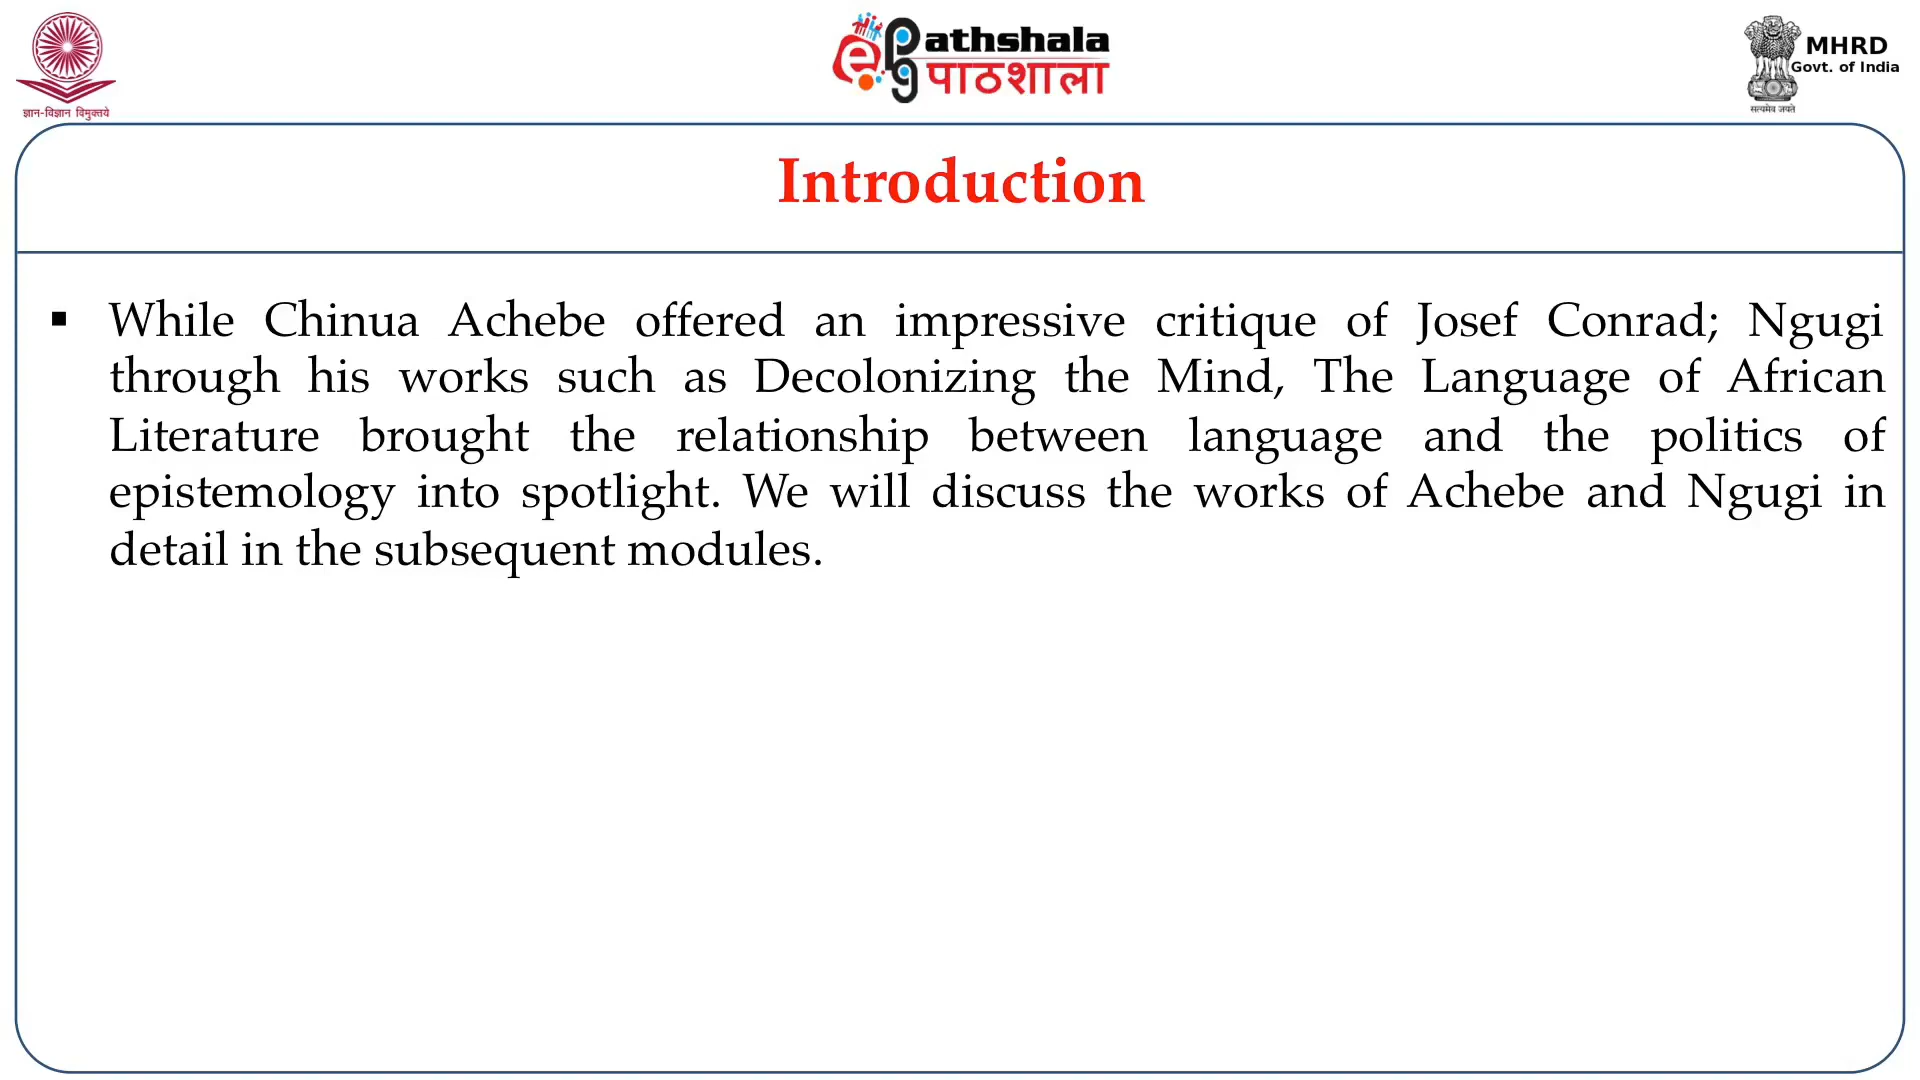 ज्ञान-विज्ञान विमुक्तये
ePG
athshala
पाठशाला
MHRD
Govt. of India
सत्यमेव जयते
Introduction
▪ While Chinua Achebe offered an impressive critique of Josef Conrad; Ngugi
through his works such as Decolonizing the Mind, The Language of African
Literature brought the relationship between language and the politics of
epistemology into spotlight. We will discuss the works of Achebe and Ngugi in
detail in the subsequent modules.